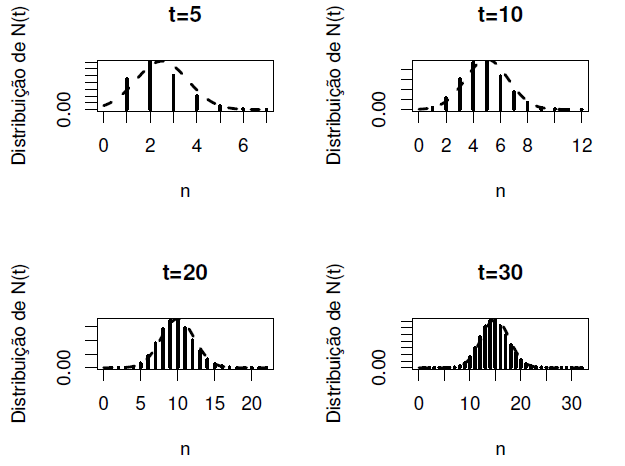 t=5
Distribuição de N(t)
0.00
0 2 4 6
n
t=10
Distribuição de N(t)
0.00
0 2 4 6 8 12
n
t=20
Distribuição de N(t)
0.00
0 5 10 15 20
n
t=30
Distribuição de N(t)
0.00
0 10 20 30
n